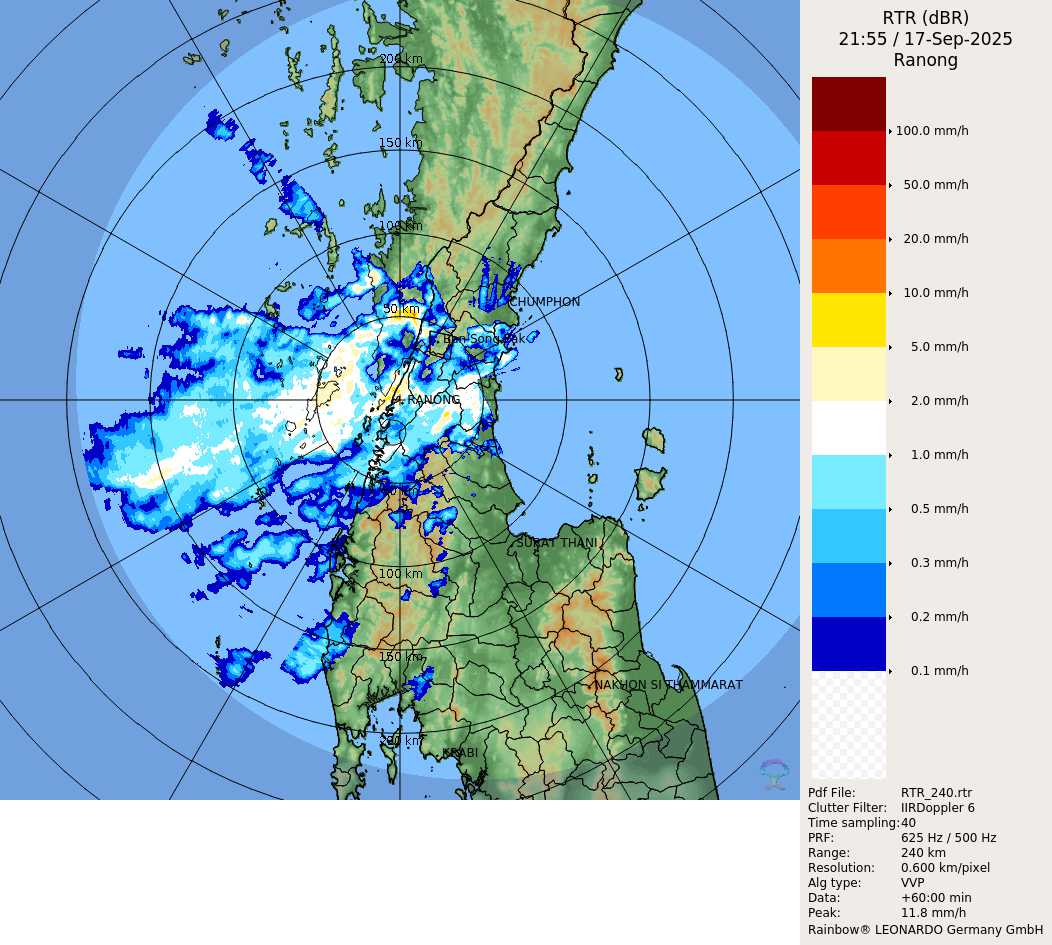 RTR (dBR)
21:55 / 17-Sep-2025
Ranong
200 km
150 km
100 km
50 km
CHUMPHON
RANONG
SURAT THANI
100 km
150 km
NAKHON SI THAMMARAT
200 km
KRABI
100.0 mm/h
50.0 mm/h
20.0 mm/h
10.0 mm/h
5.0 mm/h
2.0 mm/h
1.0 mm/h
0.5 mm/h
0.3 mm/h
0.2 mm/h
0.1 mm/h
Pdf File: RTR_240.rtr
Clutter Filter: IIRDoppler 6
Time sampling:40
PRF: 625 Hz / 500 Hz
Range: 240 km
Resolution: 0.600 km/pixel
Alg type: VVP
Data: +60:00 min
Peak: 11.8 mm/h
Rainbow® LEONARDO Germany GmbH